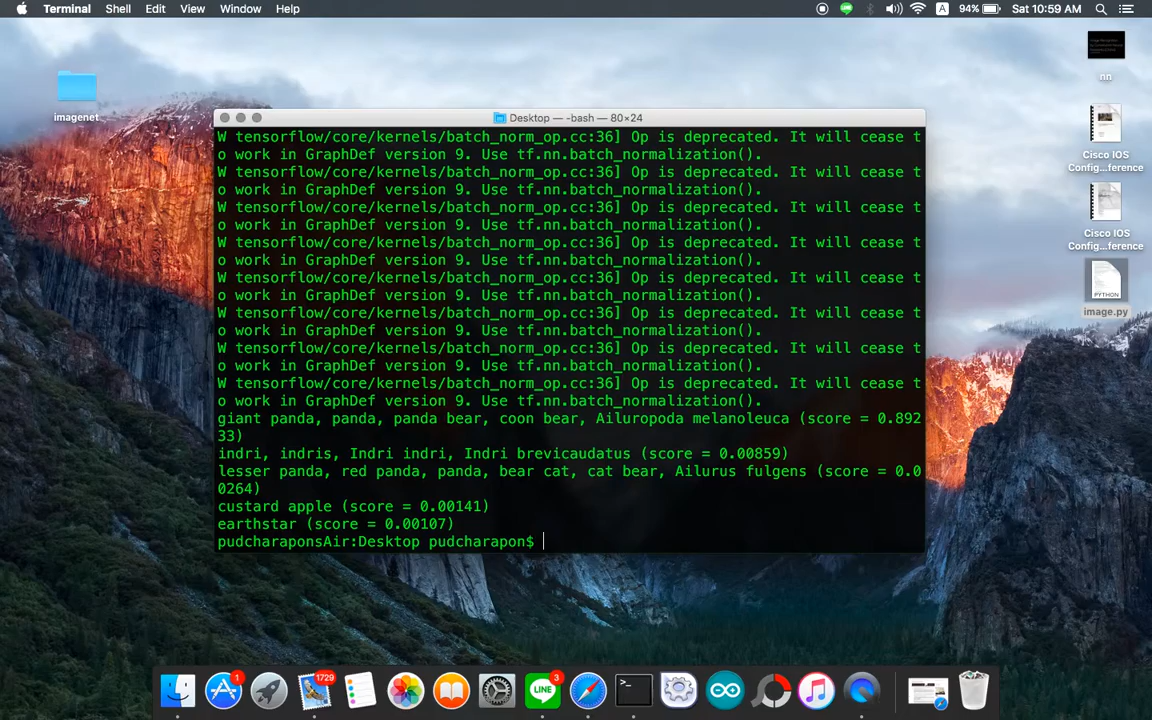 Terminal Shell Edit View Window Help A 94% Sat 10:59 AM
imagenet
nn
Cisco IOS
Config...ference
Cisco IOS
Config...ference
PYTHON
image.py
Desktop — -bash — 80×24
W tensorflow/core/kernels/batch_norm_op.cc:36] Op is deprecated. It will cease t
o work in GraphDef version 9. Use tf.nn.batch_normalization().
W tensorflow/core/kernels/batch_norm_op.cc:36] Op is deprecated. It will cease t
o work in GraphDef version 9. Use tf.nn.batch_normalization().
W tensorflow/core/kernels/batch_norm_op.cc:36] Op is deprecated. It will cease t
o work in GraphDef version 9. Use tf.nn.batch_normalization().
W tensorflow/core/kernels/batch_norm_op.cc:36] Op is deprecated. It will cease t
o work in GraphDef version 9. Use tf.nn.batch_normalization().
W tensorflow/core/kernels/batch_norm_op.cc:36] Op is deprecated. It will cease t
o work in GraphDef version 9. Use tf.nn.batch_normalization().
W tensorflow/core/kernels/batch_norm_op.cc:36] Op is deprecated. It will cease t
o work in GraphDef version 9. Use tf.nn.batch_normalization().
W tensorflow/core/kernels/batch_norm_op.cc:36] Op is deprecated. It will cease t
o work in GraphDef version 9. Use tf.nn.batch_normalization().
W tensorflow/core/kernels/batch_norm_op.cc:36] Op is deprecated. It will cease t
o work in GraphDef version 9. Use tf.nn.batch_normalization().
giant panda, panda, panda bear, coon bear, Ailuropoda melanoleuca (score = 0.892
33)
indri, indris, Indri indri, Indri brevicaudatus (score = 0.00859)
lesser panda, red panda, panda, bear cat, cat bear, Ailurus fulgens (score = 0.0
0264)
custard apple (score = 0.00141)
earthstar (score = 0.00107)
pudcharaponsAir:Desktop pudcharapon$
1 1729 LINE 3 >_